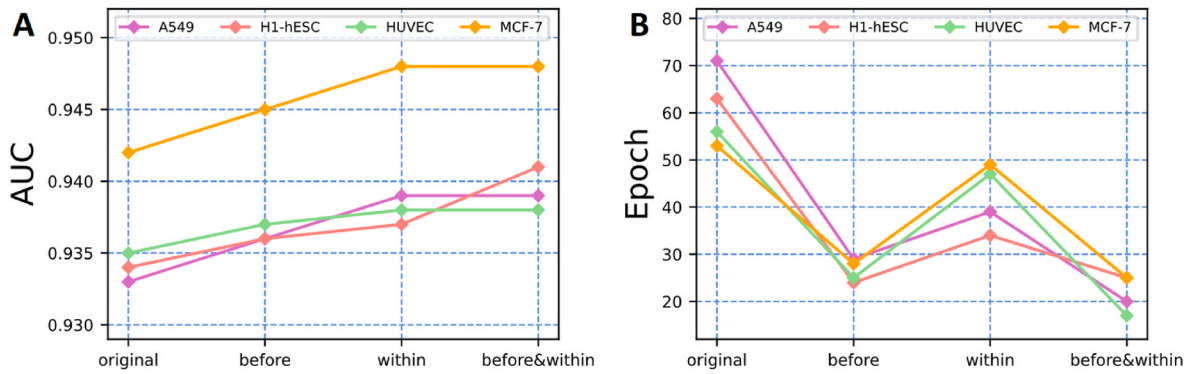 A
A549 H1-hESC HUVEC MCF-7
0.950
0.945
0.940
0.935
0.930
AUC
original before within before&within
B
A549 H1-hESC HUVEC MCF-7
80
70
60
50
40
30
20
Epoch
original before within before&within